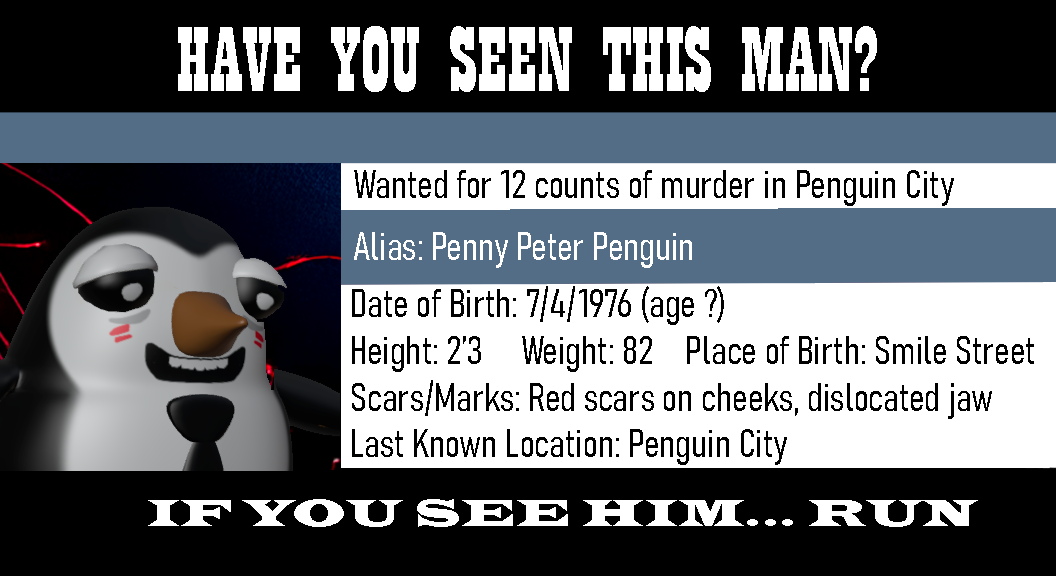 HAVE YOU SEEN THIS MAN?
Wanted for 12 counts of murder in Penguin City
Alias: Penny Peter Penguin
Date of Birth: 7/4/1976 (age ?)
Height: 2'3 Weight: 82 Place of Birth: Smile Street
Scars/Marks: Red scars on cheeks, dislocated jaw
Last Known Location: Penguin City
IF YOU SEE HIM... RUN